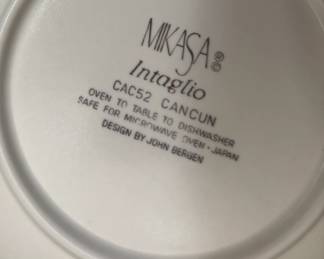 MIKASA ® ©
Intaglio
CAC52 CANCUN
OVEN TO TABLE TO DISHWASHER
SAFE FOR MICROWAVE OVEN • JAPAN
DESIGN BY JOHN BERGEN